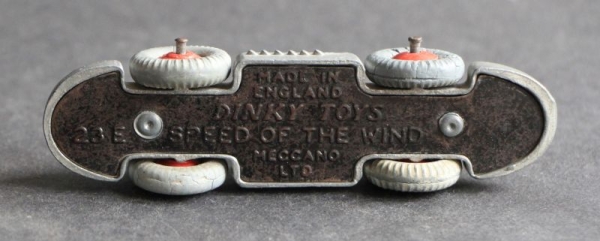 MADE IN
ENGLAND
DINKY TOYS
23 E SPEED OF THE WIND
MECCANO
LTD